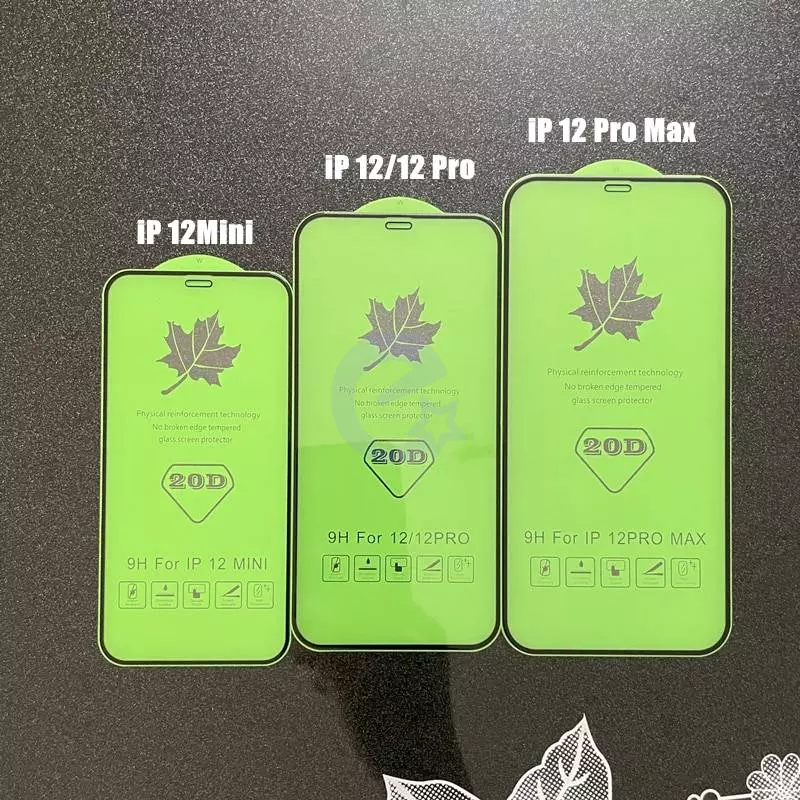 iP 12 Pro Max
iP 12/12 Pro
iP 12Mini
W
Physical reinforcement technology
No broken edge tempered
glass screen protector
20D
9H For IP 12 MINI
W
Physical reinforcement technology
No broken edge tempered
glass screen protector
20D
9H For 12/12PRO
Physical reinforcement technology
No broken edge tempered
glass screen protector
20D
9H For IP 12PRO MAX